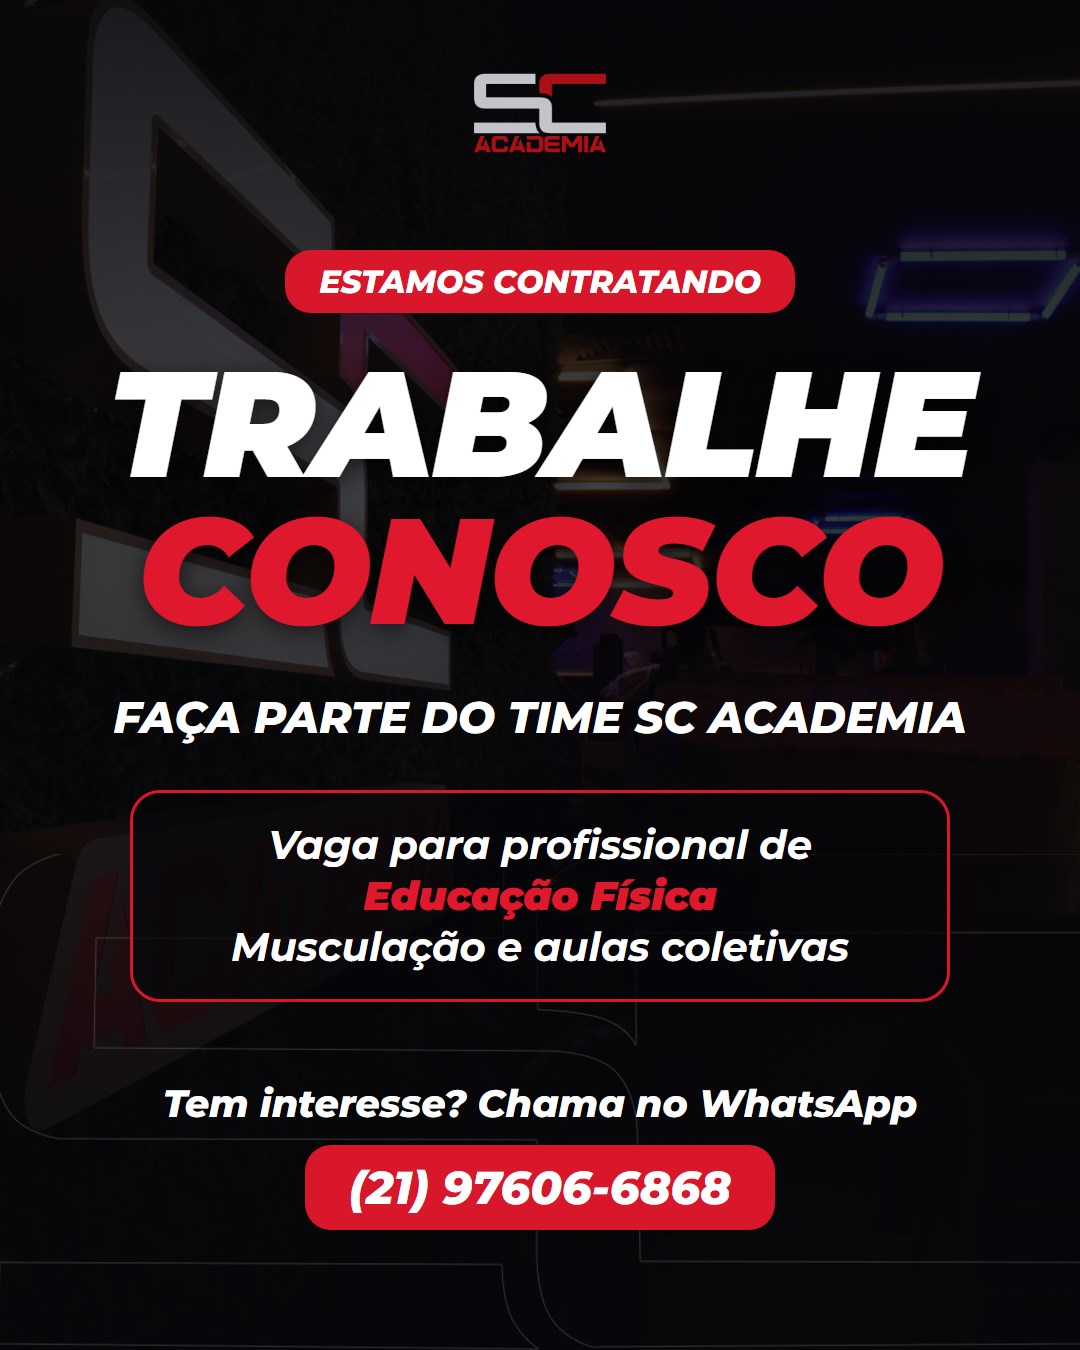 SC
ACADEMIA
ESTAMOS CONTRATANDO
TRABALHE
CONOSCO
FAÇA PARTE DO TIME SC ACADEMIA
Vaga para profissional de
Educação Física
Musculação e aulas coletivas
Tem interesse? Chama no WhatsApp
(21) 97606-6868